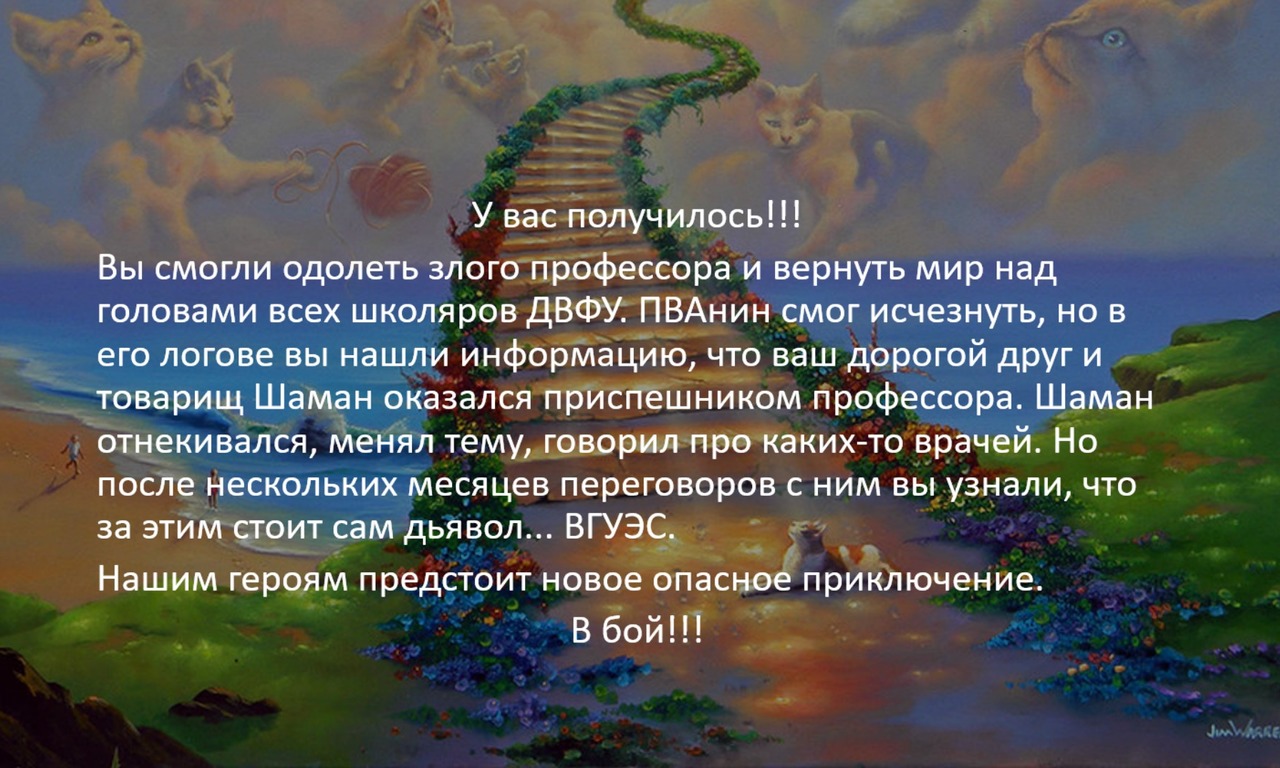 У вас получилось!!!
Вы смогли одолеть злого профессора и вернуть мир над
головами всех школяров ДВФУ. ПВАнин смог исчезнуть, но в
его логове вы нашли информацию, что ваш дорогой друг и
товарищ Шаман оказался приспешником профессора. Шаман
отнекивался, менял тему, говорил про каких-то врачей. Но
после нескольких месяцев переговоров с ним вы узнали, что
за этим стоит сам дьявол... ВГУЭС.
Нашим героям предстоит новое опасное приключение.
В бой!!!